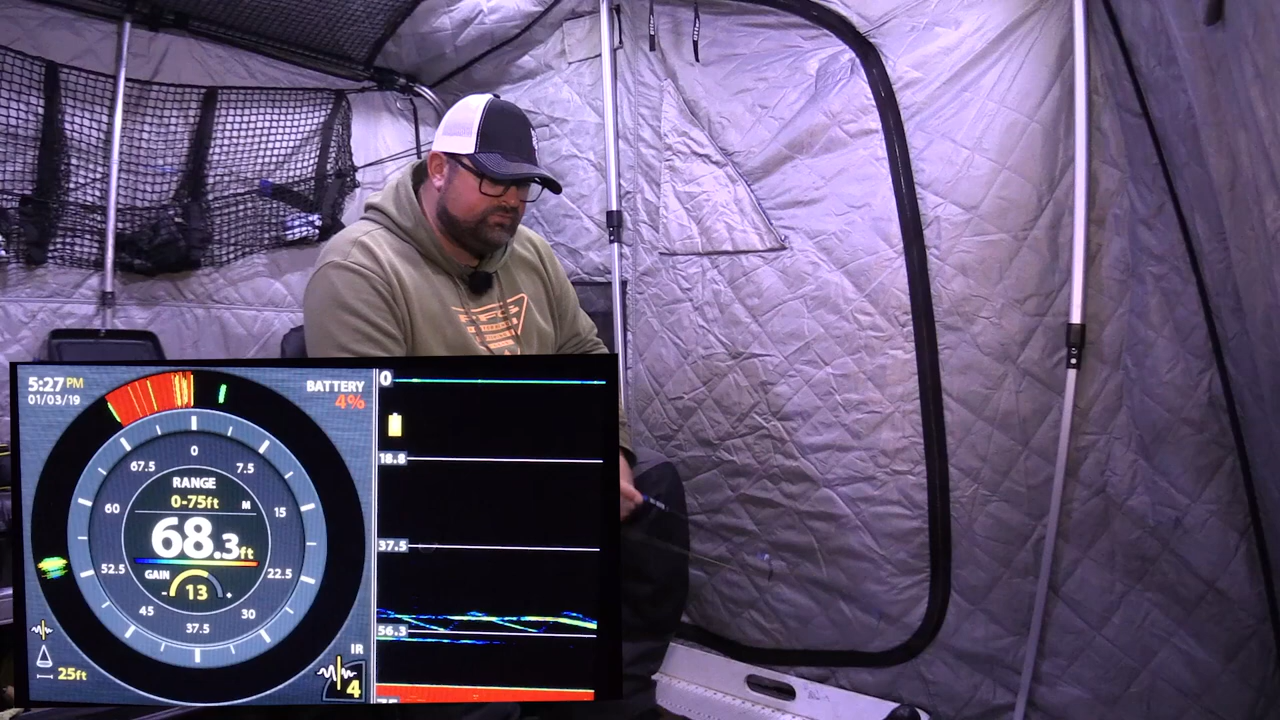 5:27 PM
01/03/19
BATTERY
4%
0
7.5
15
22.5
30
37.5
45
52.5
60
67.5
RANGE
0-75ft
M
68.3ft
GAIN
- 13 +
25ft
IR
4
0
18.8
37.5
56.3